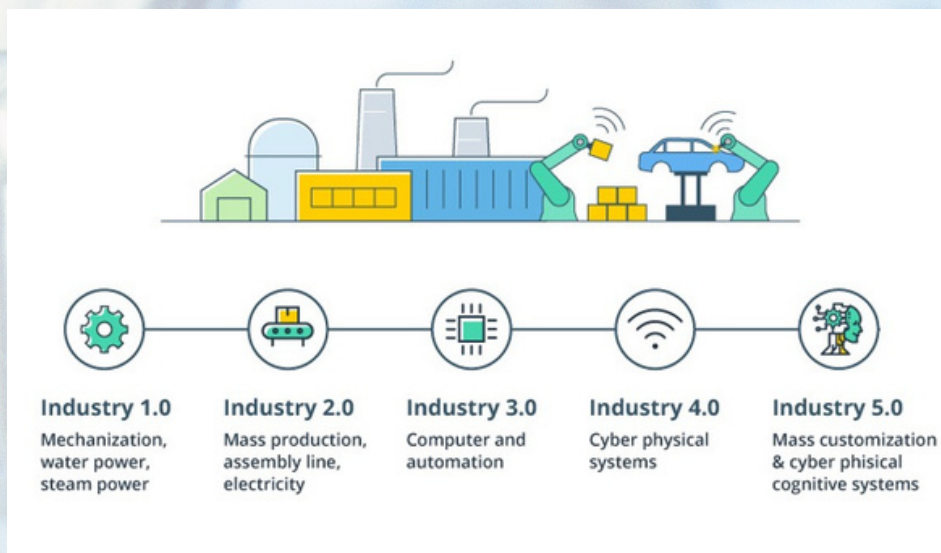 Industry 1.0
Mechanization,
water power,
steam power
Industry 2.0
Mass production,
assembly line,
electricity
Industry 3.0
Computer and
automation
Industry 4.0
Cyber physical
systems
Industry 5.0
Mass customization
& cyber phisical
cognitive systems